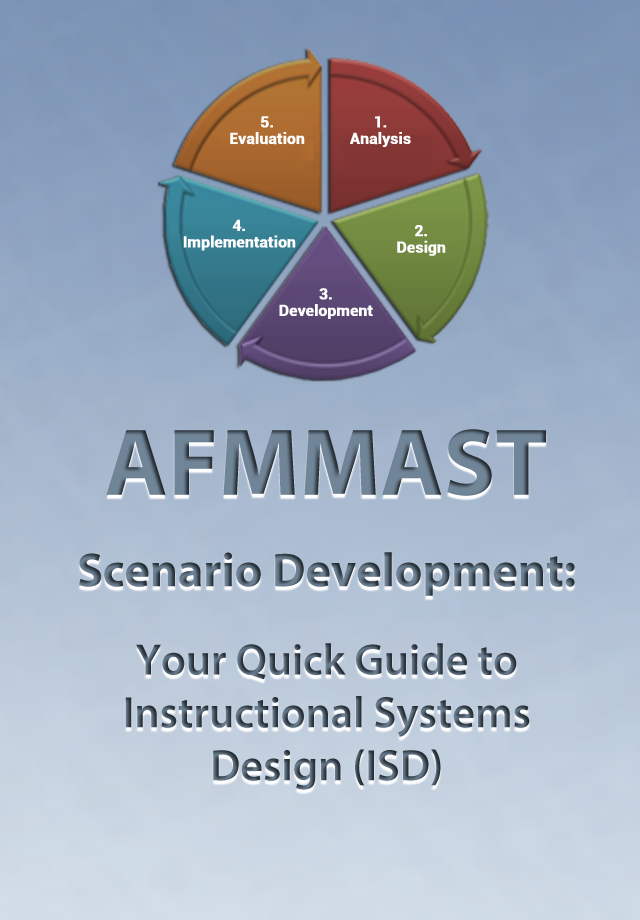 1.
Analysis
2.
Design
3.
Development
4.
Implementation
5.
Evaluation
AFMMAST
Scenario Development:
Your Quick Guide to
Instructional Systems
Design (ISD)